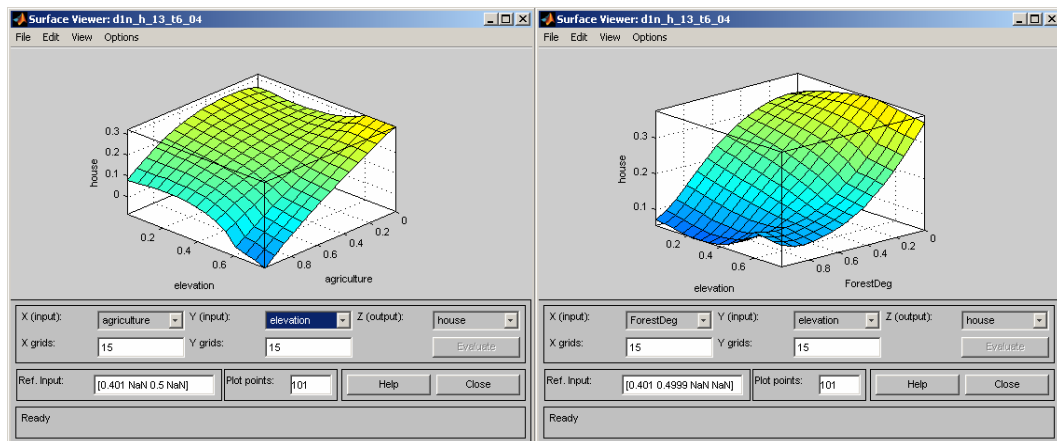 Surface Viewer: d1n_h_13_t6_04
File Edit View Options
0.3
0.2
0.1
0
house
0.2
0.4
0.6
elevation
0
0.2
0.4
0.6
0.8
agriculture
X (input): agriculture Y (input): elevation Z (output): house
X grids: 15 Y grids: 15 Evaluate
Ref. Input: [0.401 NaN 0.5 NaN] Plot points: 101 Help Close
Ready
Surface Viewer: d1n_h_13_t6_04
File Edit View Options
0.3
0.2
0.1
house
0.2
0.4
0.6
elevation
0
0.2
0.4
0.6
0.8
ForestDeg
X (input): ForestDeg Y (input): elevation Z (output): house
X grids: 15 Y grids: 15 Evaluate
Ref. Input: [0.401 0.4999 NaN NaN] Plot points: 101 Help Close
Ready